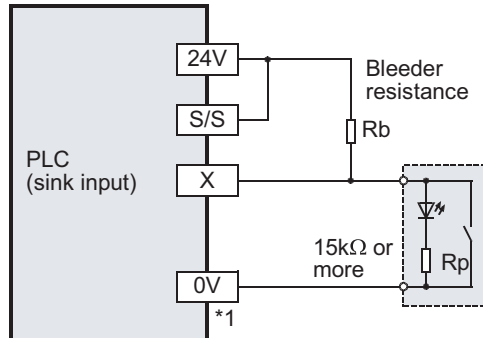 24V
Bleeder
resistance
S/S
Rb
PLC
(sink input)
X
15kΩ or
more
Rp
0V
*1